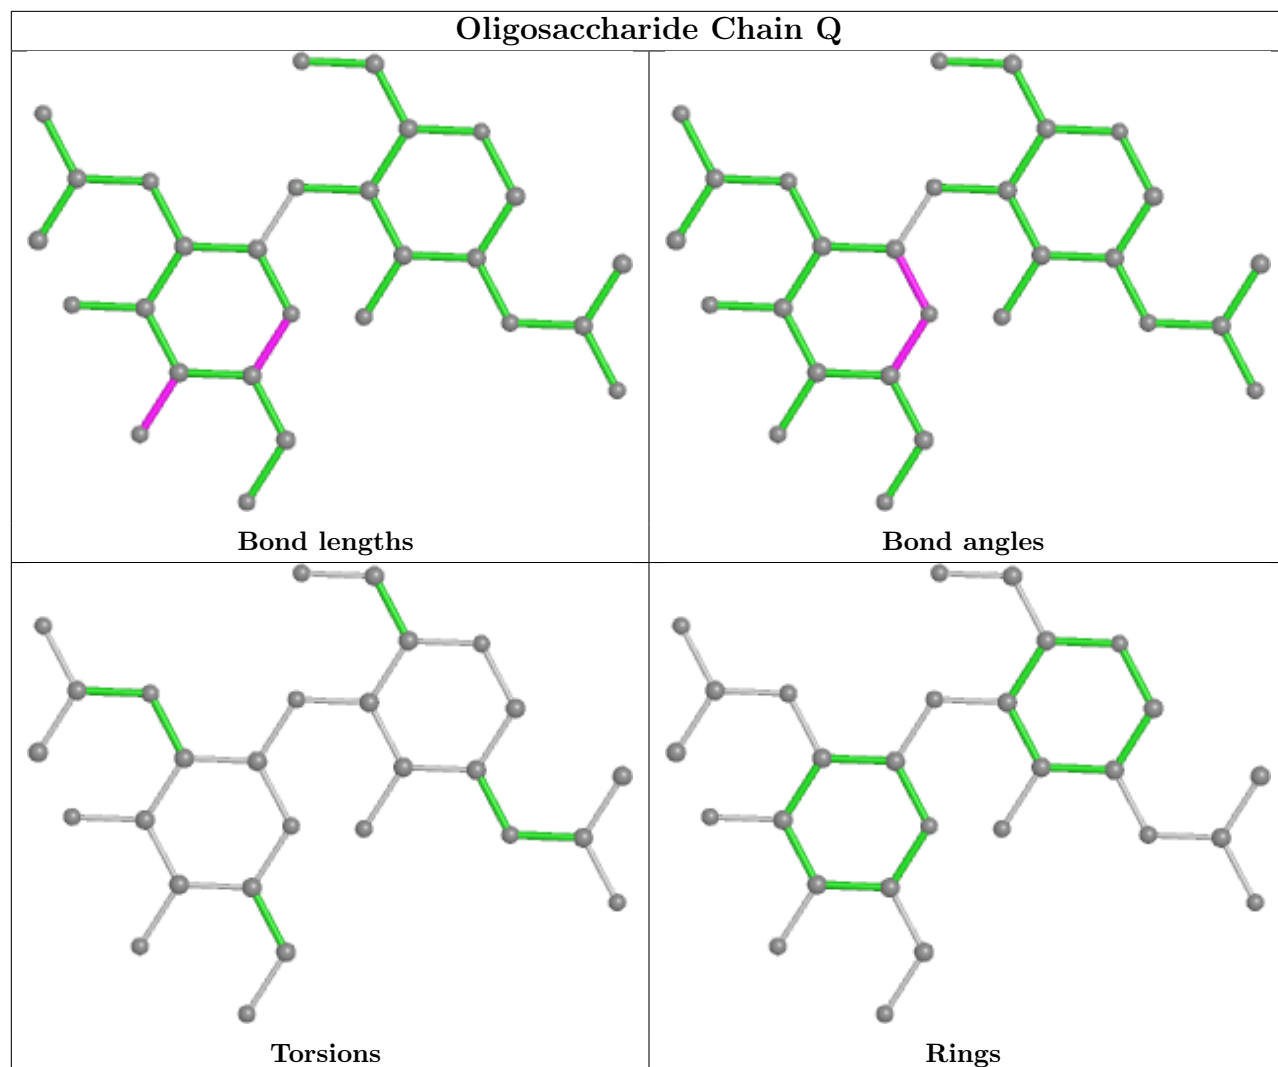 Oligosaccharide Chain Q
Bond lengths
Bond angles
Torsions
Rings